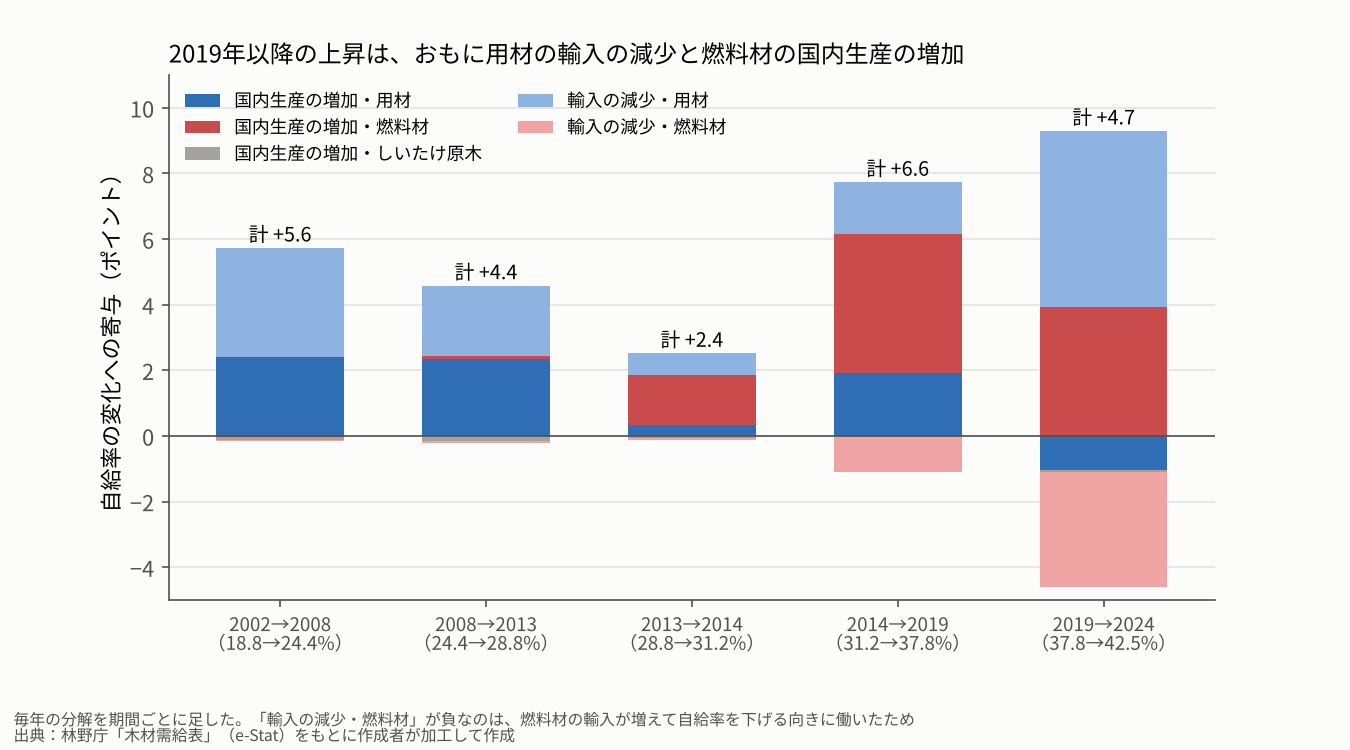 2019年以降の上昇は、おもに用材の輸入の減少と燃料材の国内生産の増加
国内生産の増加・用材
国内生産の増加・燃料材
国内生産の増加・しいたけ原木
輸入の減少・用材
輸入の減少・燃料材
自給率の変化への寄与（ポイント）
10
8
6
4
2
0
−2
−4
計 +5.6
計 +4.4
計 +2.4
計 +6.6
計 +4.7
2002→2008
（18.8→24.4%）
2008→2013
（24.4→28.8%）
2013→2014
（28.8→31.2%）
2014→2019
（31.2→37.8%）
2019→2024
（37.8→42.5%）
毎年の分解を期間ごとに足した。「輸入の減少・燃料材」が負なのは、燃料材の輸入が増えて自給率を下げる向きに働いたため
出典：林野庁「木材需給表」（e-Stat）をもとに作成者が加工して作成